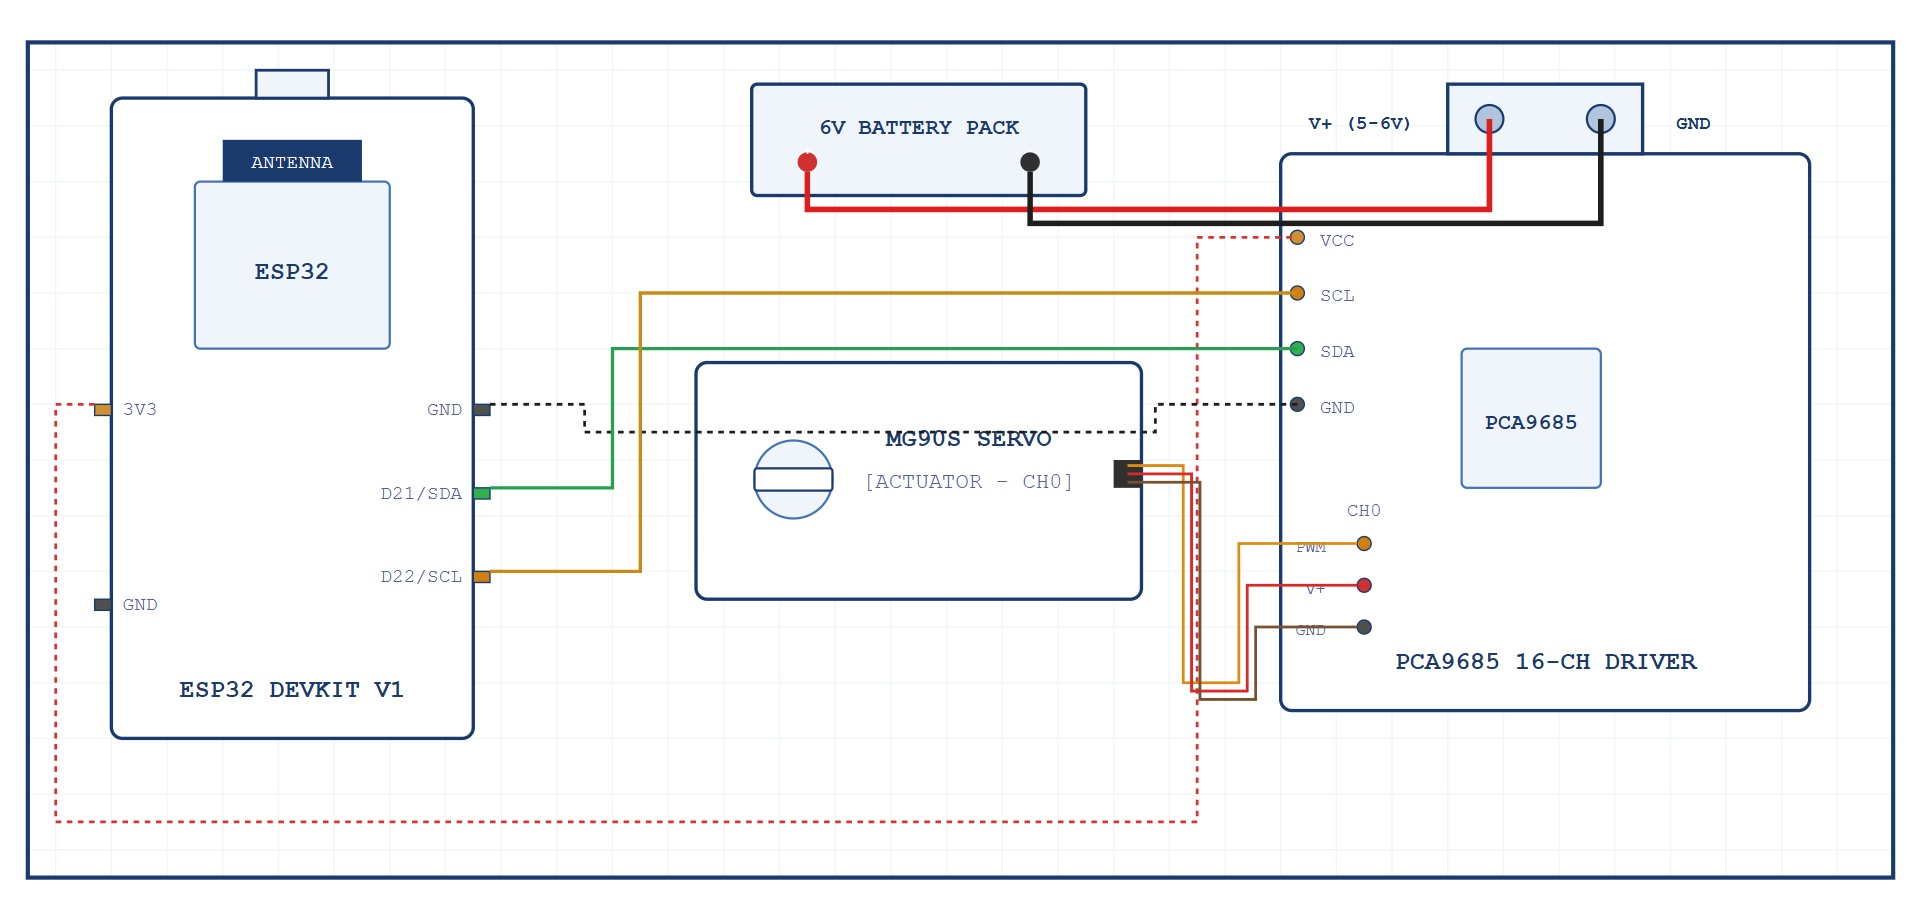 6V BATTERY PACK
V+ (5-6V)
GND
ANTENNA
ESP32
3V3
GND
D21/SDA
D22/SCL
GND
ESP32 DEVKIT V1
MG90S SERVO
[ACTUATOR - CH0]
VCC
SCL
SDA
GND
PCA9685
CH0
PWM
V+
GND
PCA9685 16-CH DRIVER